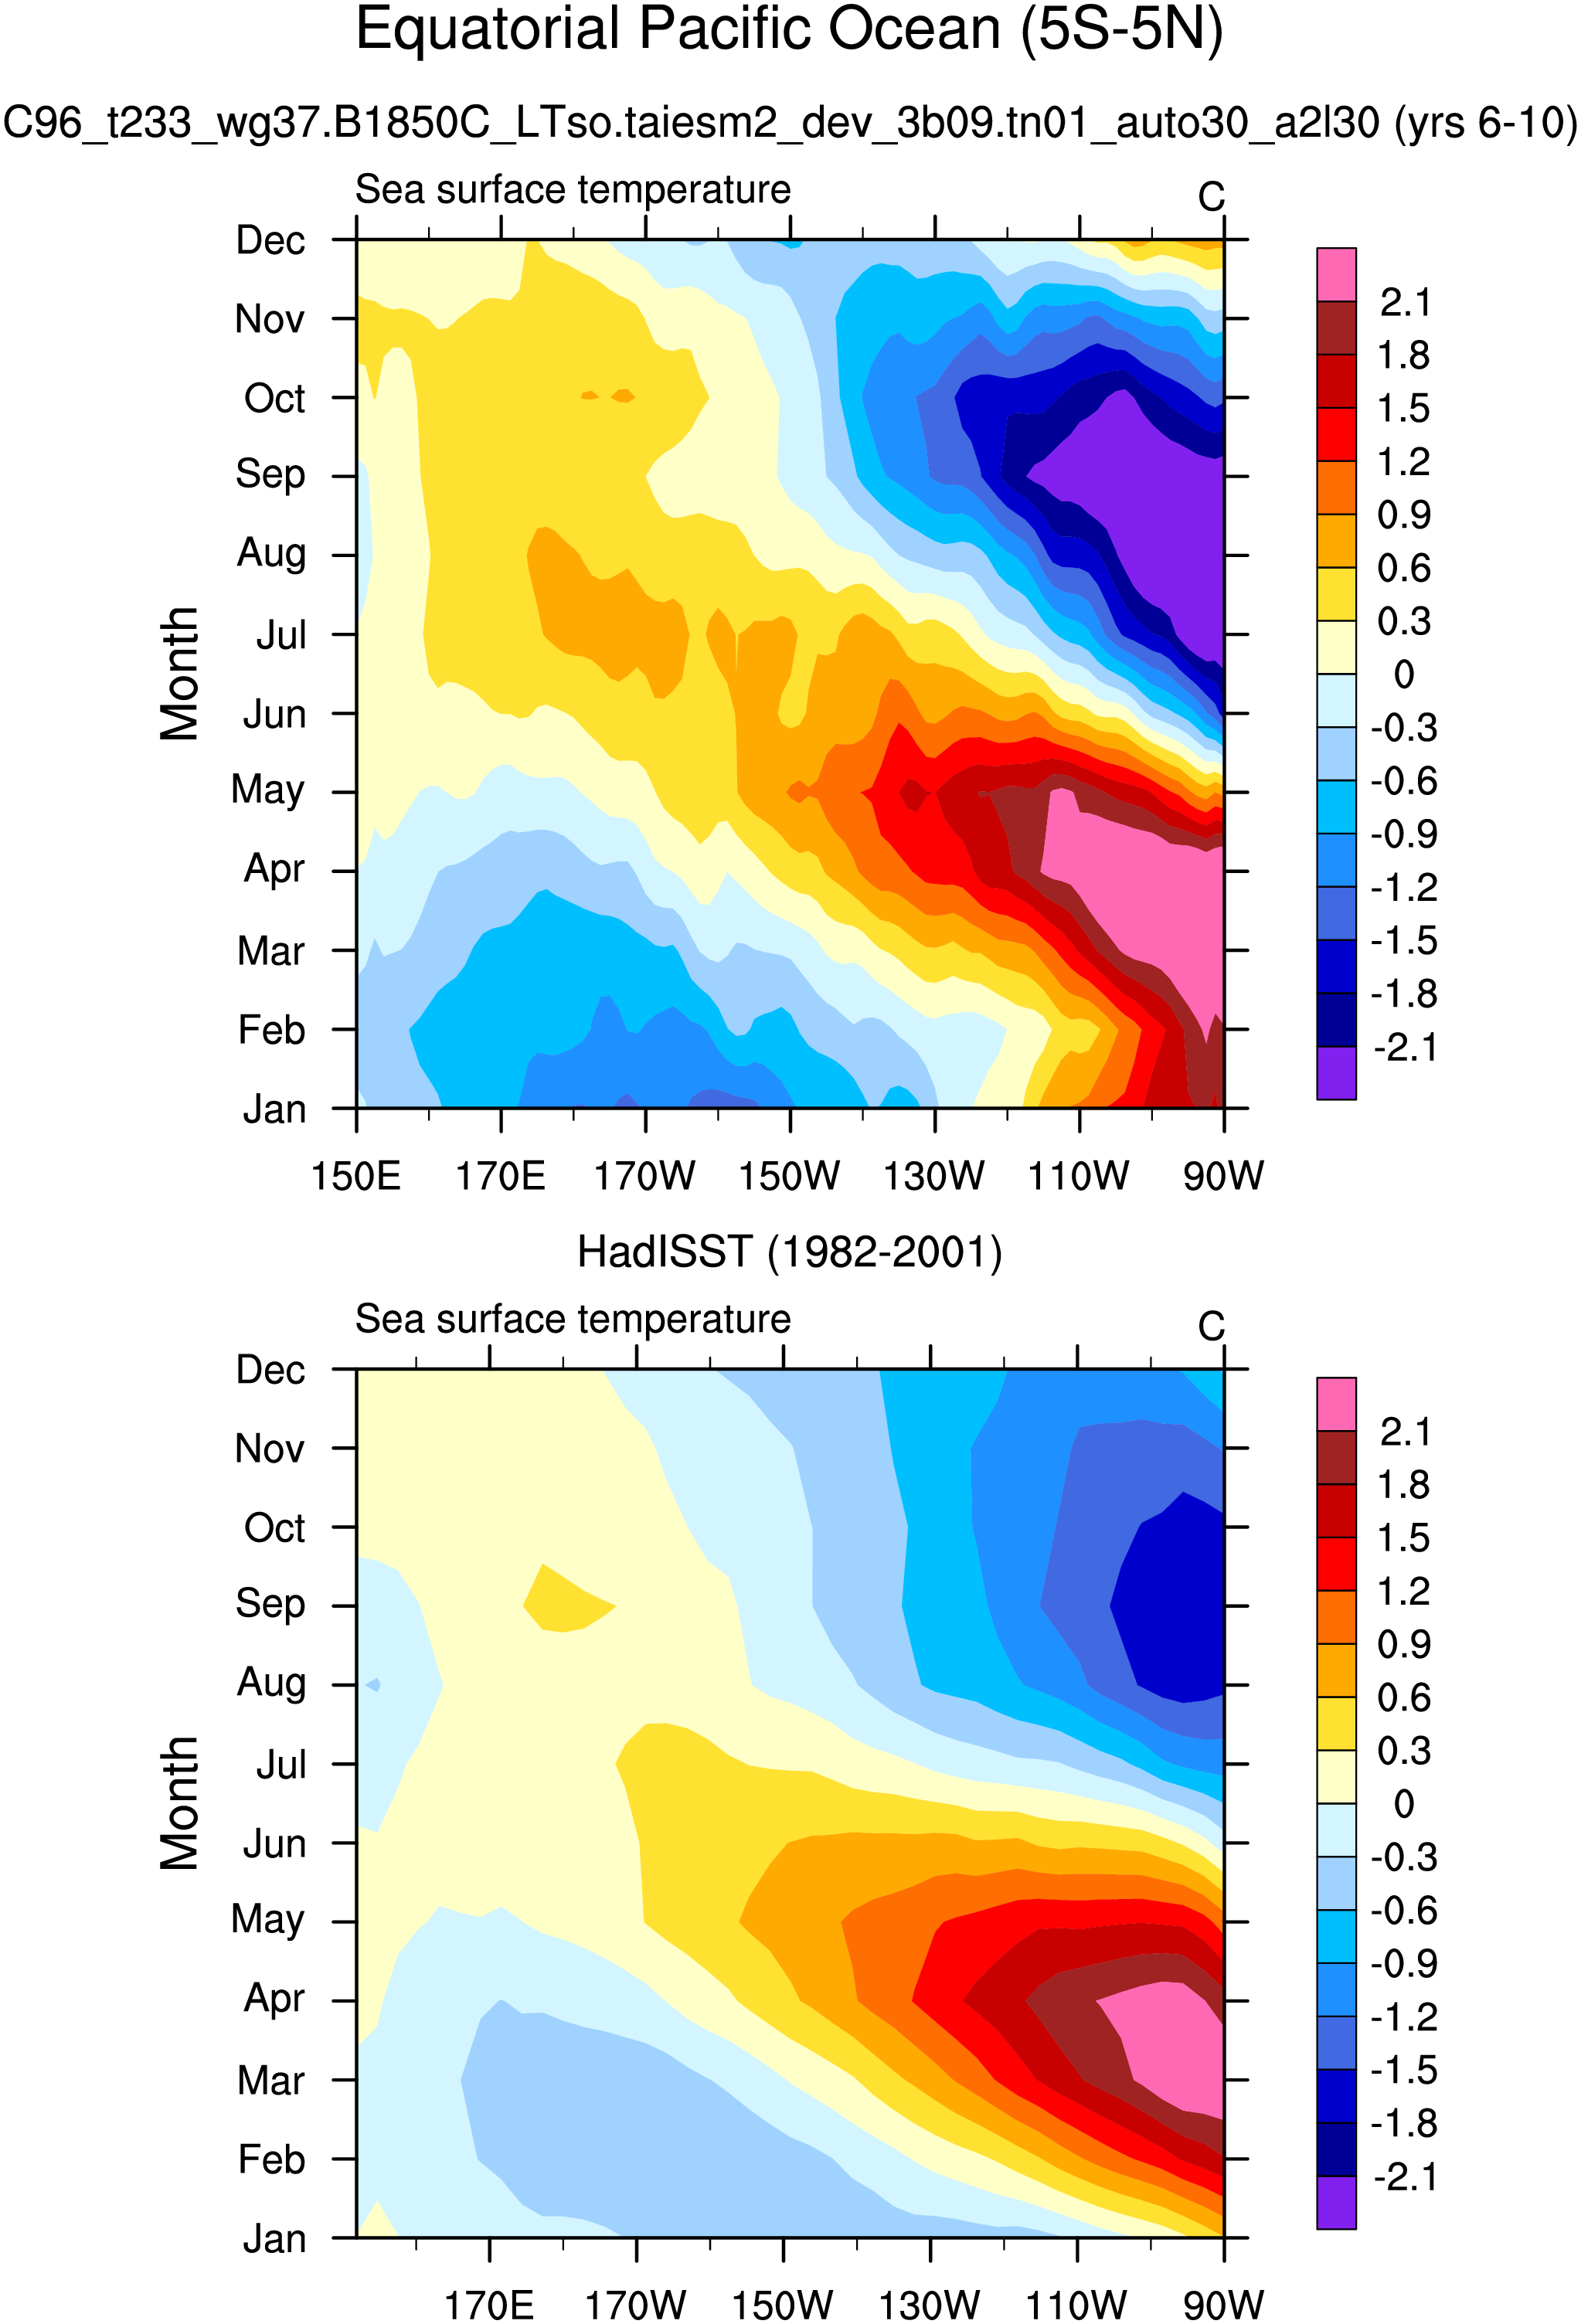 Equatorial Pacific Ocean (5S-5N)
C96_t233_wg37.B1850C_LTso.taiesm2_dev_3b09.tn01_auto30_a2l30 (yrs 6-10)
Sea surface temperature C
Month
Dec
Nov
Oct
Sep
Aug
Jul
Jun
May
Apr
Mar
Feb
Jan
150E 170E 170W 150W 130W 110W 90W
2.1
1.8
1.5
1.2
0.9
0.6
0.3
0
-0.3
-0.6
-0.9
-1.2
-1.5
-1.8
-2.1
HadISST (1982-2001)
Sea surface temperature C
Month
Dec
Nov
Oct
Sep
Aug
Jul
Jun
May
Apr
Mar
Feb
Jan
170E 170W 150W 130W 110W 90W
2.1
1.8
1.5
1.2
0.9
0.6
0.3
0
-0.3
-0.6
-0.9
-1.2
-1.5
-1.8
-2.1